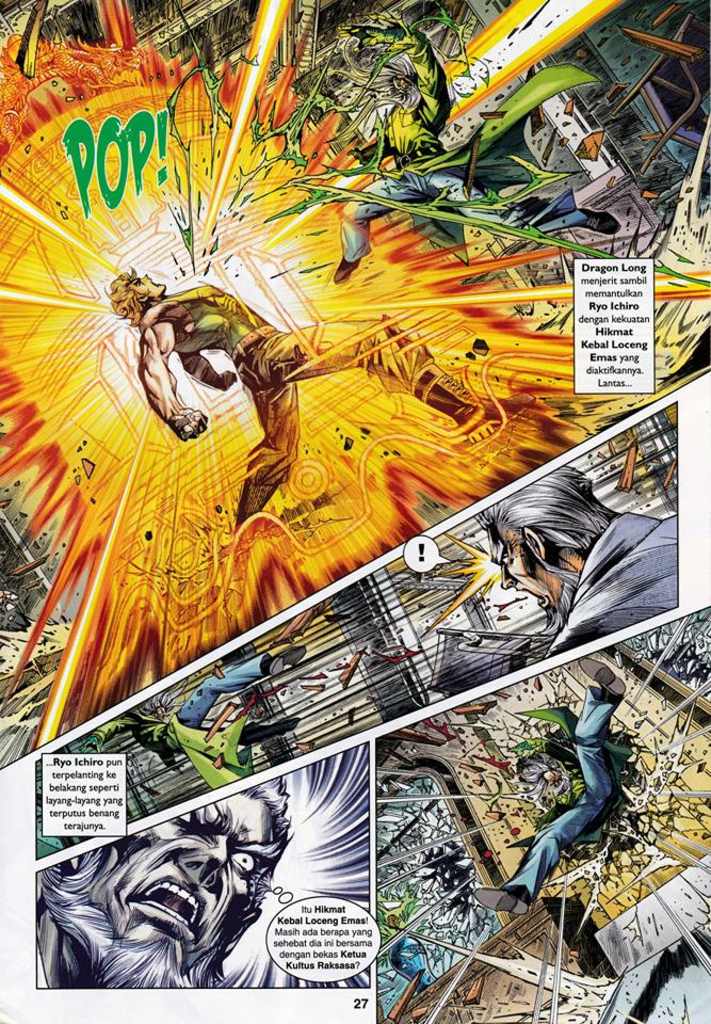 POP!
Dragon Long
menjerit sambil
memantulkan
Ryo Ichiro
dengan kekuatan
Hikmat
Kebal Loceng
Emas yang
diaktifkannya.
Lantas...
!
...Ryo Ichiro pun
terpelanting ke
belakang seperti
layang-layang yang
terputus benang
terajunya.
Itu Hikmat
Kebal Loceng Emas!
Masih ada berapa yang
sehebat dia ini bersama
dengan bekas Ketua
Kultus Raksasa?
27